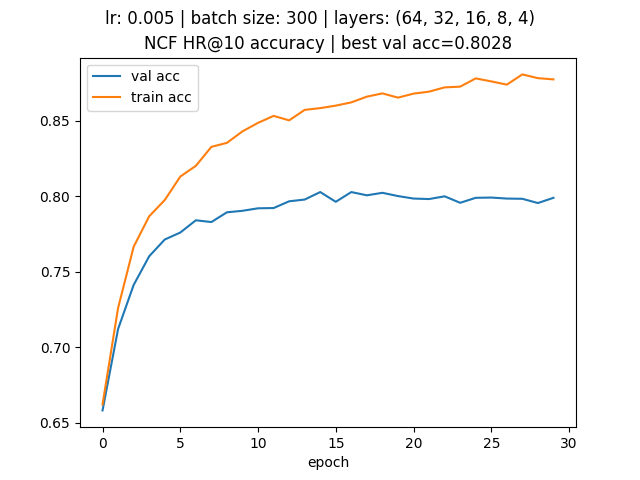 lr: 0.005 | batch size: 300 | layers: (64, 32, 16, 8, 4)
NCF HR@10 accuracy | best val acc=0.8028
val acc
train acc
0.85
0.80
0.75
0.70
0.65
0 5 10 15 20 25 30
epoch